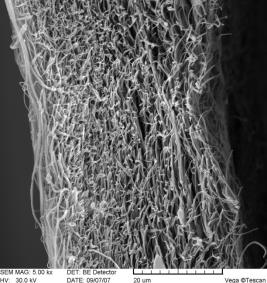 SEM MAG: 5.00 kx DET: BE Detector
HV: 30.0 kV DATE: 09/07/07 20 um Vega ©Tescan